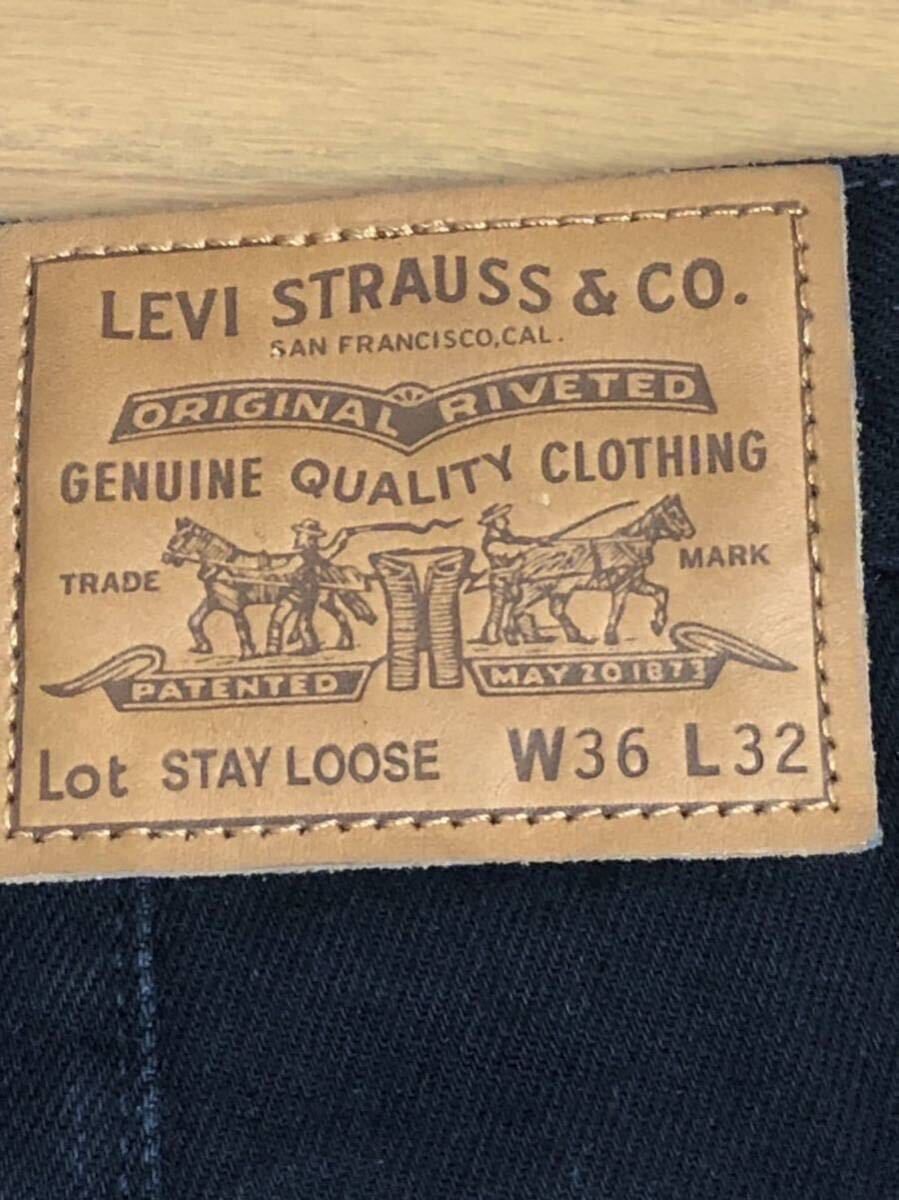 LEVI STRAUSS & CO.
SAN FRANCISCO, CAL.
ORIGINAL RIVETED
GENUINE QUALITY CLOTHING
TRADE MARK
PATENTED MAY 20 1873
Lot STAY LOOSE W36 L32